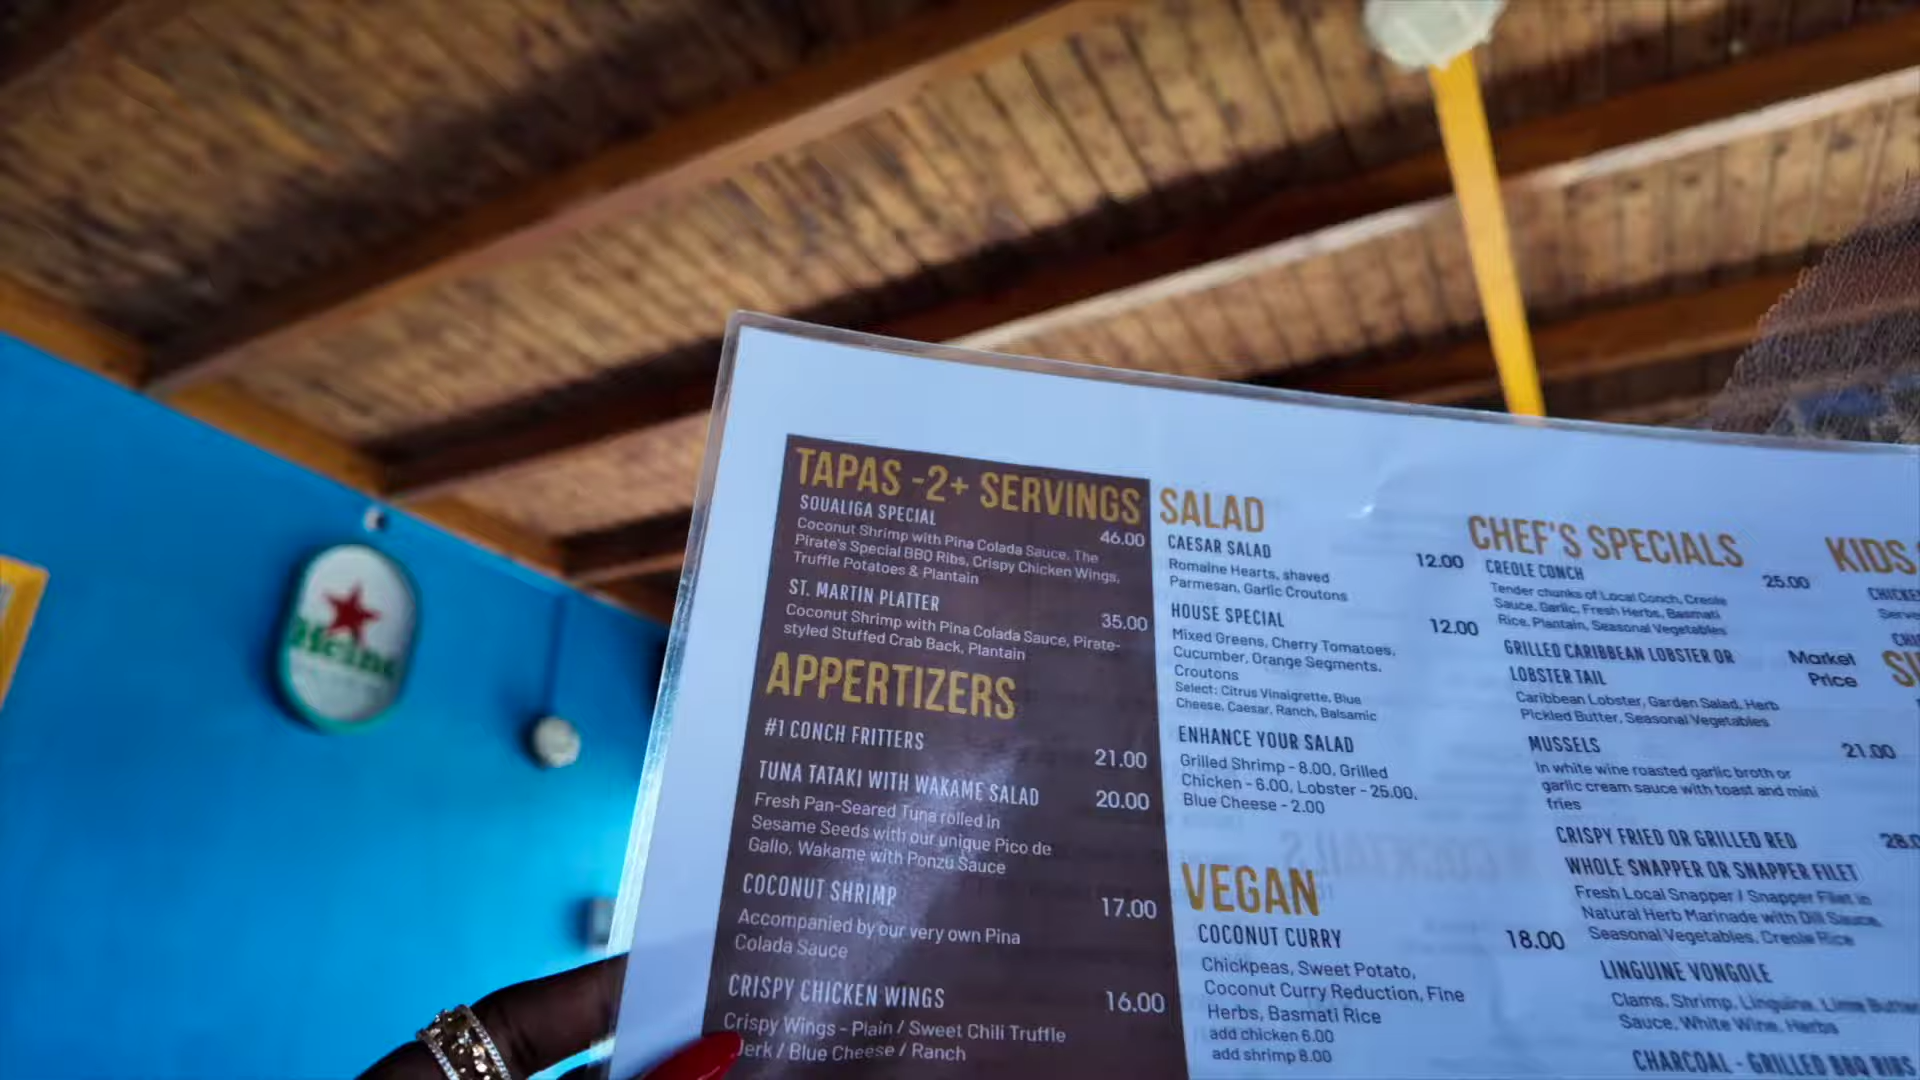 TAPAS -2+ SERVINGS
SOUALIGA SPECIAL
46.00
Coconut Shrimp with Pina Colada Sauce, The
Pirate's Special BBQ Ribs, Crispy Chicken Wings,
Truffle Potatoes & Plantain
ST. MARTIN PLATTER
35.00
Coconut Shrimp with Pina Colada Sauce, Pirate-
styled Stuffed Crab Back, Plantain
APPERTIZERS
#1 CONCH FRITTERS
21.00
TUNA TATAKI WITH WAKAME SALAD
20.00
Fresh Pan-Seared Tuna rolled in
Sesame Seeds with our unique Pico de
Gallo, Wakame with Ponzu Sauce
COCONUT SHRIMP
17.00
Accompanied by our very own Pina
Colada Sauce
CRISPY CHICKEN WINGS
16.00
Crispy Wings - Plain / Sweet Chili Truffle
Jerk / Blue Cheese / Ranch
SALAD
CAESAR SALAD
12.00
Romaine Hearts, shaved
Parmesan, Garlic Croutons
HOUSE SPECIAL
12.00
Mixed Greens, Cherry Tomatoes,
Cucumber, Orange Segments,
Croutons
Select: Citrus Vinaigrette, Blue
Cheese, Caesar, Ranch, Balsamic
ENHANCE YOUR SALAD
Grilled Shrimp - 8.00, Grilled
Chicken - 6.00, Lobster - 25.00,
Blue Cheese - 2.00
VEGAN
COCONUT CURRY
18.00
Chickpeas, Sweet Potato,
Coconut Curry Reduction, Fine
Herbs, Basmati Rice
add chicken 6.00
add shrimp 8.00
CHEF'S SPECIALS
CREOLE CONCH
25.00
Tender chunks of Local Conch, Creole
Sauce, Garlic, Fresh Herbs, Basmati
Rice, Plantain, Seasonal Vegetables
GRILLED CARIBBEAN LOBSTER OR
LOBSTER TAIL
Market
Price
Caribbean Lobster, Garden Salad, Herb
Pickled Butter, Seasonal Vegetables
MUSSELS
21.00
In white wine roasted garlic broth or
garlic cream sauce with toast and mini
fries
CRISPY FRIED OR GRILLED RED
WHOLE SNAPPER OR SNAPPER FILET
28.0
Fresh Local Snapper / Snapper Filet in
Natural Herb Marinade with Dill Sauce,
Seasonal Vegetables, Creole Rice
LINGUINE VONGOLE
Clams, Shrimp, Linguine, Lime Butter
Sauce, White Wine, Herbs
CHARCOAL - GRILLED BBQ RIBS
KIDS
Heine